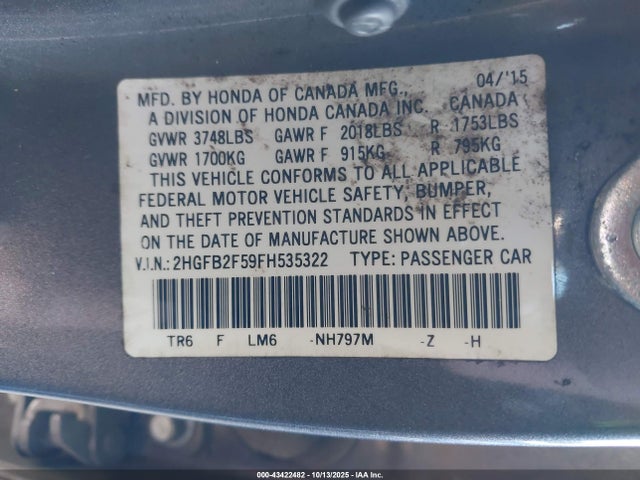 MFD. BY HONDA OF CANADA MFG., 04/'15
A DIVISION OF HONDA CANADA INC. CANADA
GVWR 3748LBS GAWR F 2018LBS R 1753LBS
GVWR 1700KG GAWR F 915KG R 795KG
THIS VEHICLE CONFORMS TO ALL APPLICABLE
FEDERAL MOTOR VEHICLE SAFETY, BUMPER,
AND THEFT PREVENTION STANDARDS IN EFFECT
ON THE DATE OF MANUFACTURE SHOWN ABOVE.
V.I.N.: 2HGFB2F59FH535322 TYPE: PASSENGER CAR
TR6 F LM6 -NH797M -Z -H
000-43422482 | 10/13/2025 | IAA Inc.